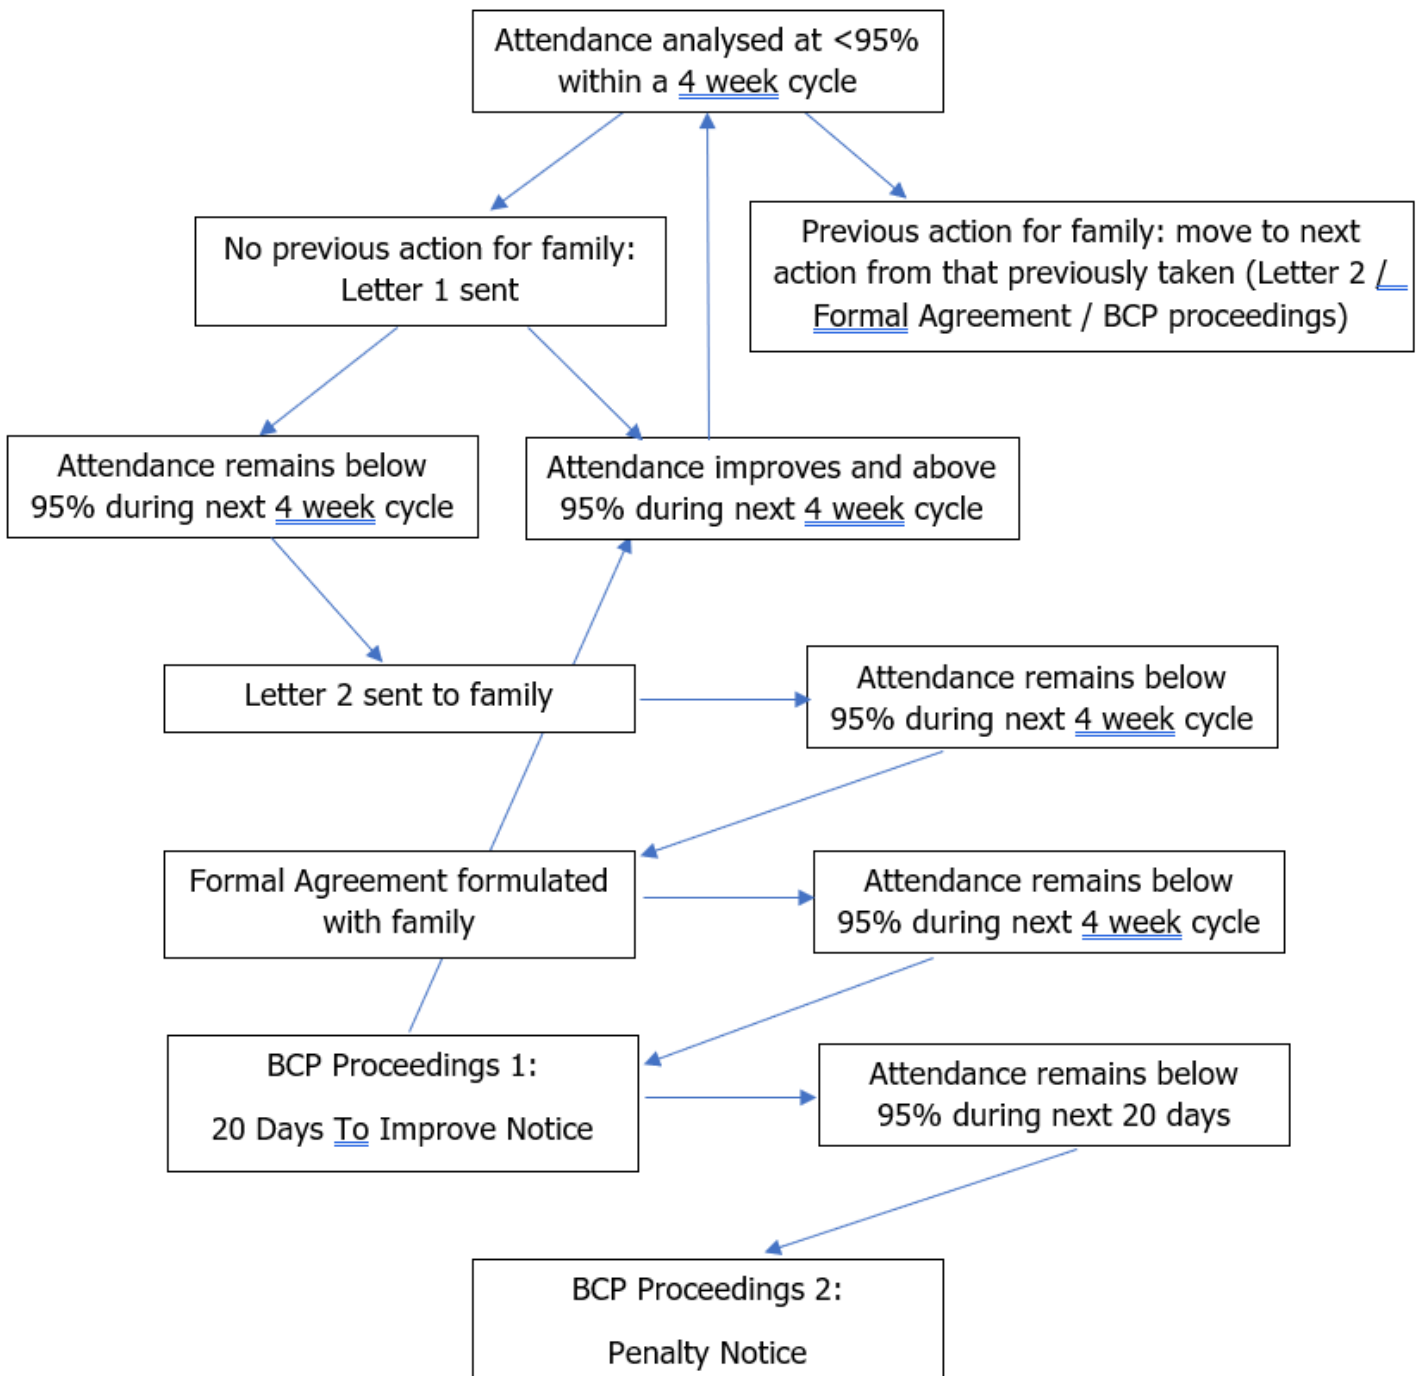 Attendance analysed at <95%
within a 4 week cycle
No previous action for family:
Letter 1 sent
Previous action for family: move to next
action from that previously taken (Letter 2 /
Formal Agreement / BCP proceedings)
Attendance remains below
95% during next 4 week cycle
Attendance improves and above
95% during next 4 week cycle
Letter 2 sent to family
Attendance remains below
95% during next 4 week cycle
Formal Agreement formulated
with family
Attendance remains below
95% during next 4 week cycle
BCP Proceedings 1:
20 Days To Improve Notice
Attendance remains below
95% during next 20 days
BCP Proceedings 2:
Penalty Notice